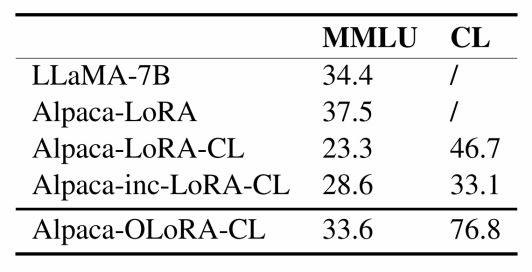 MMLU CL
LLaMA-7B 34.4 /
Alpaca-LoRA 37.5 /
Alpaca-LoRA-CL 23.3 46.7
Alpaca-inc-LoRA-CL 28.6 33.1
Alpaca-OLoRA-CL 33.6 76.8